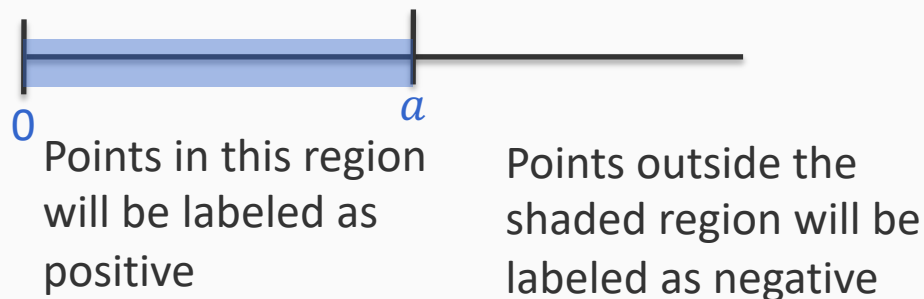 0
a
Points in this region
will be labeled as
positive
Points outside the
shaded region will be
labeled as negative